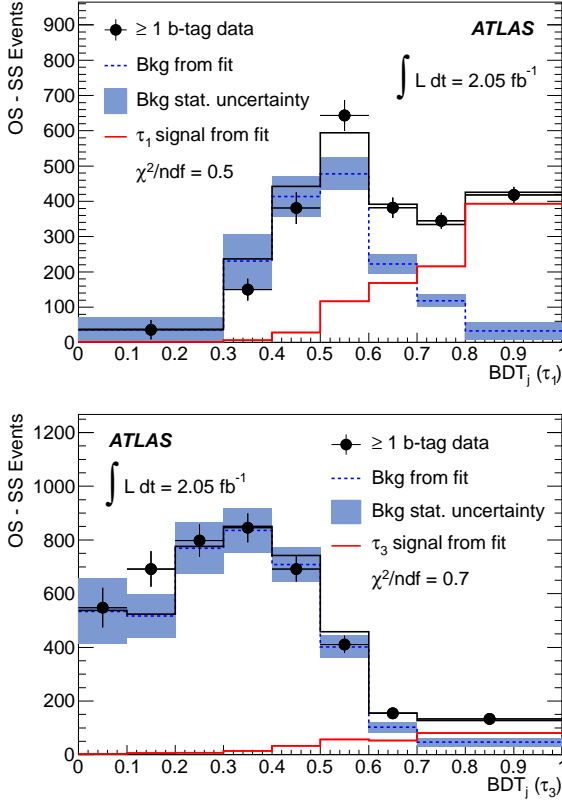 OS - SS Events
900
800
700
600
500
400
300
200
100
0
≥ 1 b-tag data
Bkg from fit
Bkg stat. uncertainty
τ1 signal from fit
χ²/ndf = 0.5
ATLAS
∫ L dt = 2.05 fb⁻¹
0 0.1 0.2 0.3 0.4 0.5 0.6 0.7 0.8 0.9 1
BDTj (τ1)
OS - SS Events
1200
1000
800
600
400
200
0
ATLAS
∫ L dt = 2.05 fb⁻¹
≥ 1 b-tag data
Bkg from fit
Bkg stat. uncertainty
τ3 signal from fit
χ²/ndf = 0.7
0 0.1 0.2 0.3 0.4 0.5 0.6 0.7 0.8 0.9 1
BDTj (τ3)